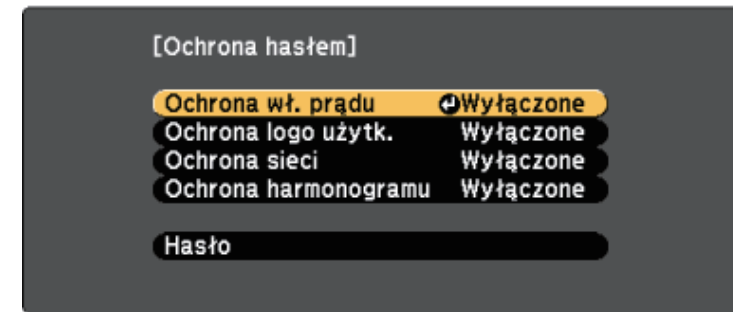 [Ochrona hasłem]
Ochrona wł. prądu Wyłączone
Ochrona logo użytk. Wyłączone
Ochrona sieci Wyłączone
Ochrona harmonogramu Wyłączone
Hasło